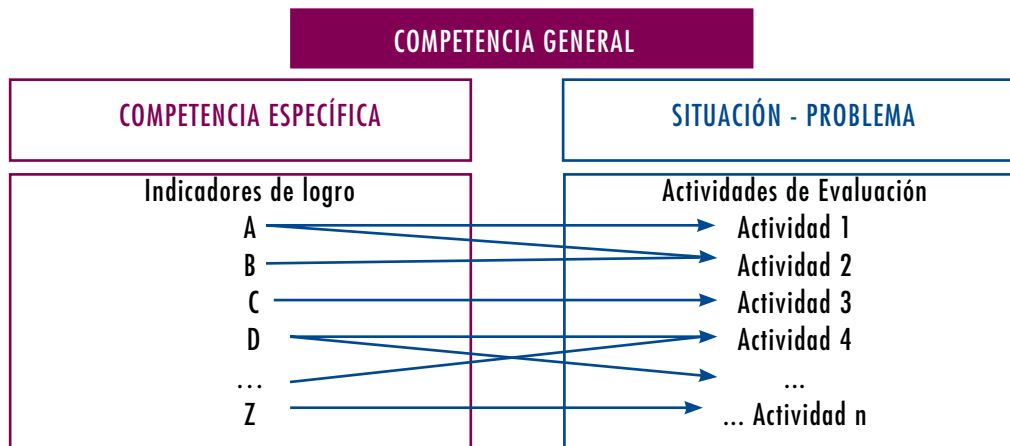 COMPETENCIA GENERAL
COMPETENCIA ESPECÍFICA
SITUACIÓN - PROBLEMA
Indicadores de logro
A
B
C
D
...
Z
Actividades de Evaluación
Actividad 1
Actividad 2
Actividad 3
Actividad 4
...
... Actividad n